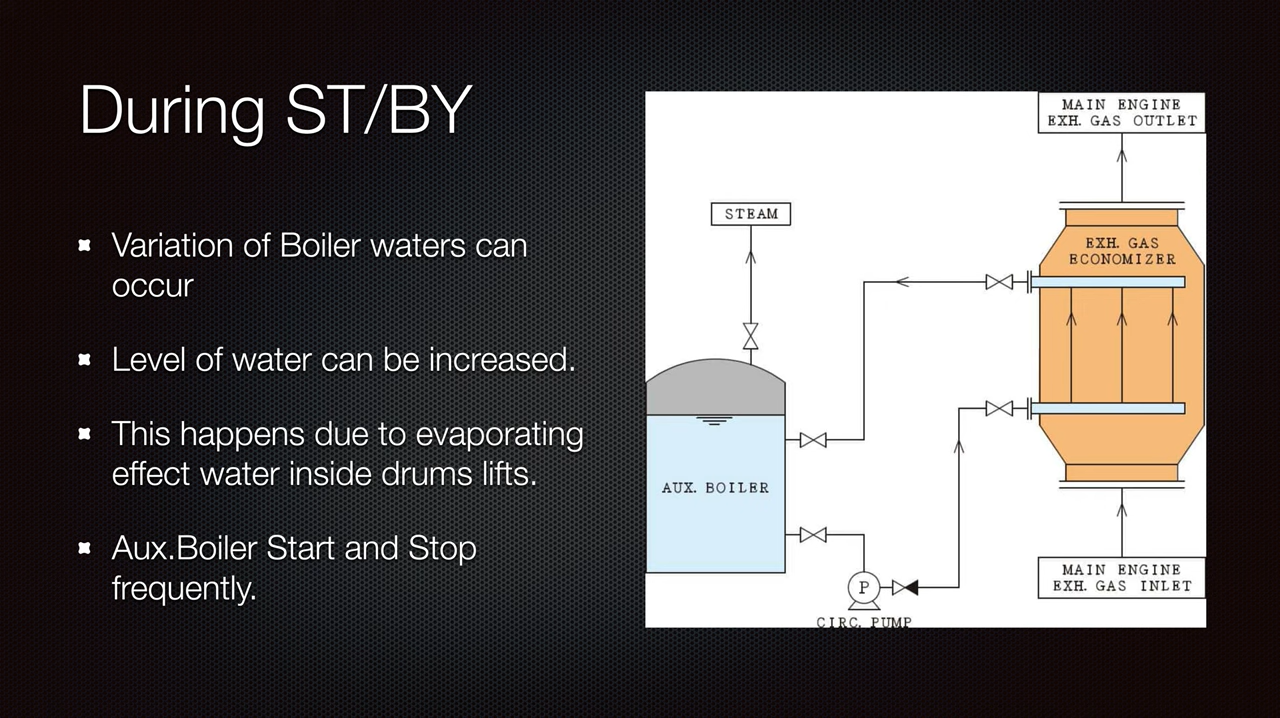 During ST/BY
Variation of Boiler waters can
occur
Level of water can be increased.
This happens due to evaporating
effect water inside drums lifts.
Aux.Boiler Start and Stop
frequently.
MAIN ENGINE
EXH. GAS OUTLET
STEAM
EXH. GAS
ECONOMIZER
AUX. BOILER
P
CIRC. PUMP
MAIN ENGINE
EXH. GAS INLET